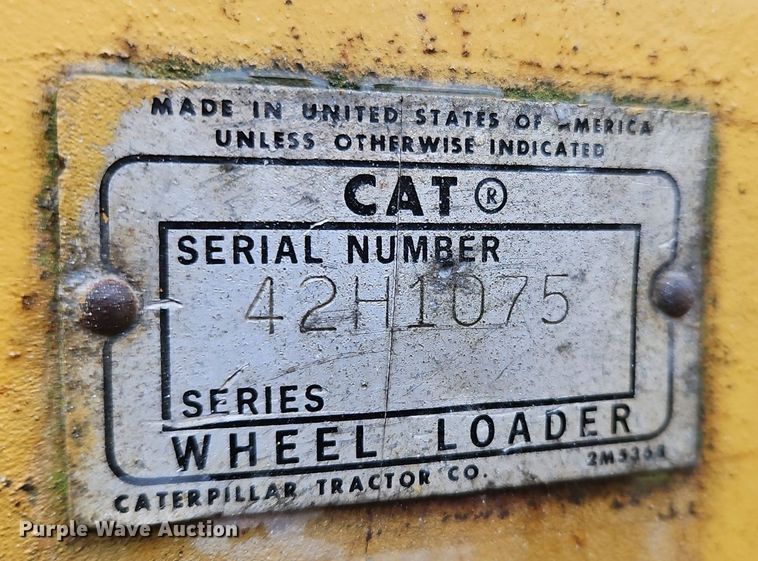 MADE IN UNITED STATES OF AMERICA
UNLESS OTHERWISE INDICATED
CAT®
SERIAL NUMBER
42H1075
SERIES
WHEEL LOADER
CATERPILLAR TRACTOR CO.
Purple Wave Auction